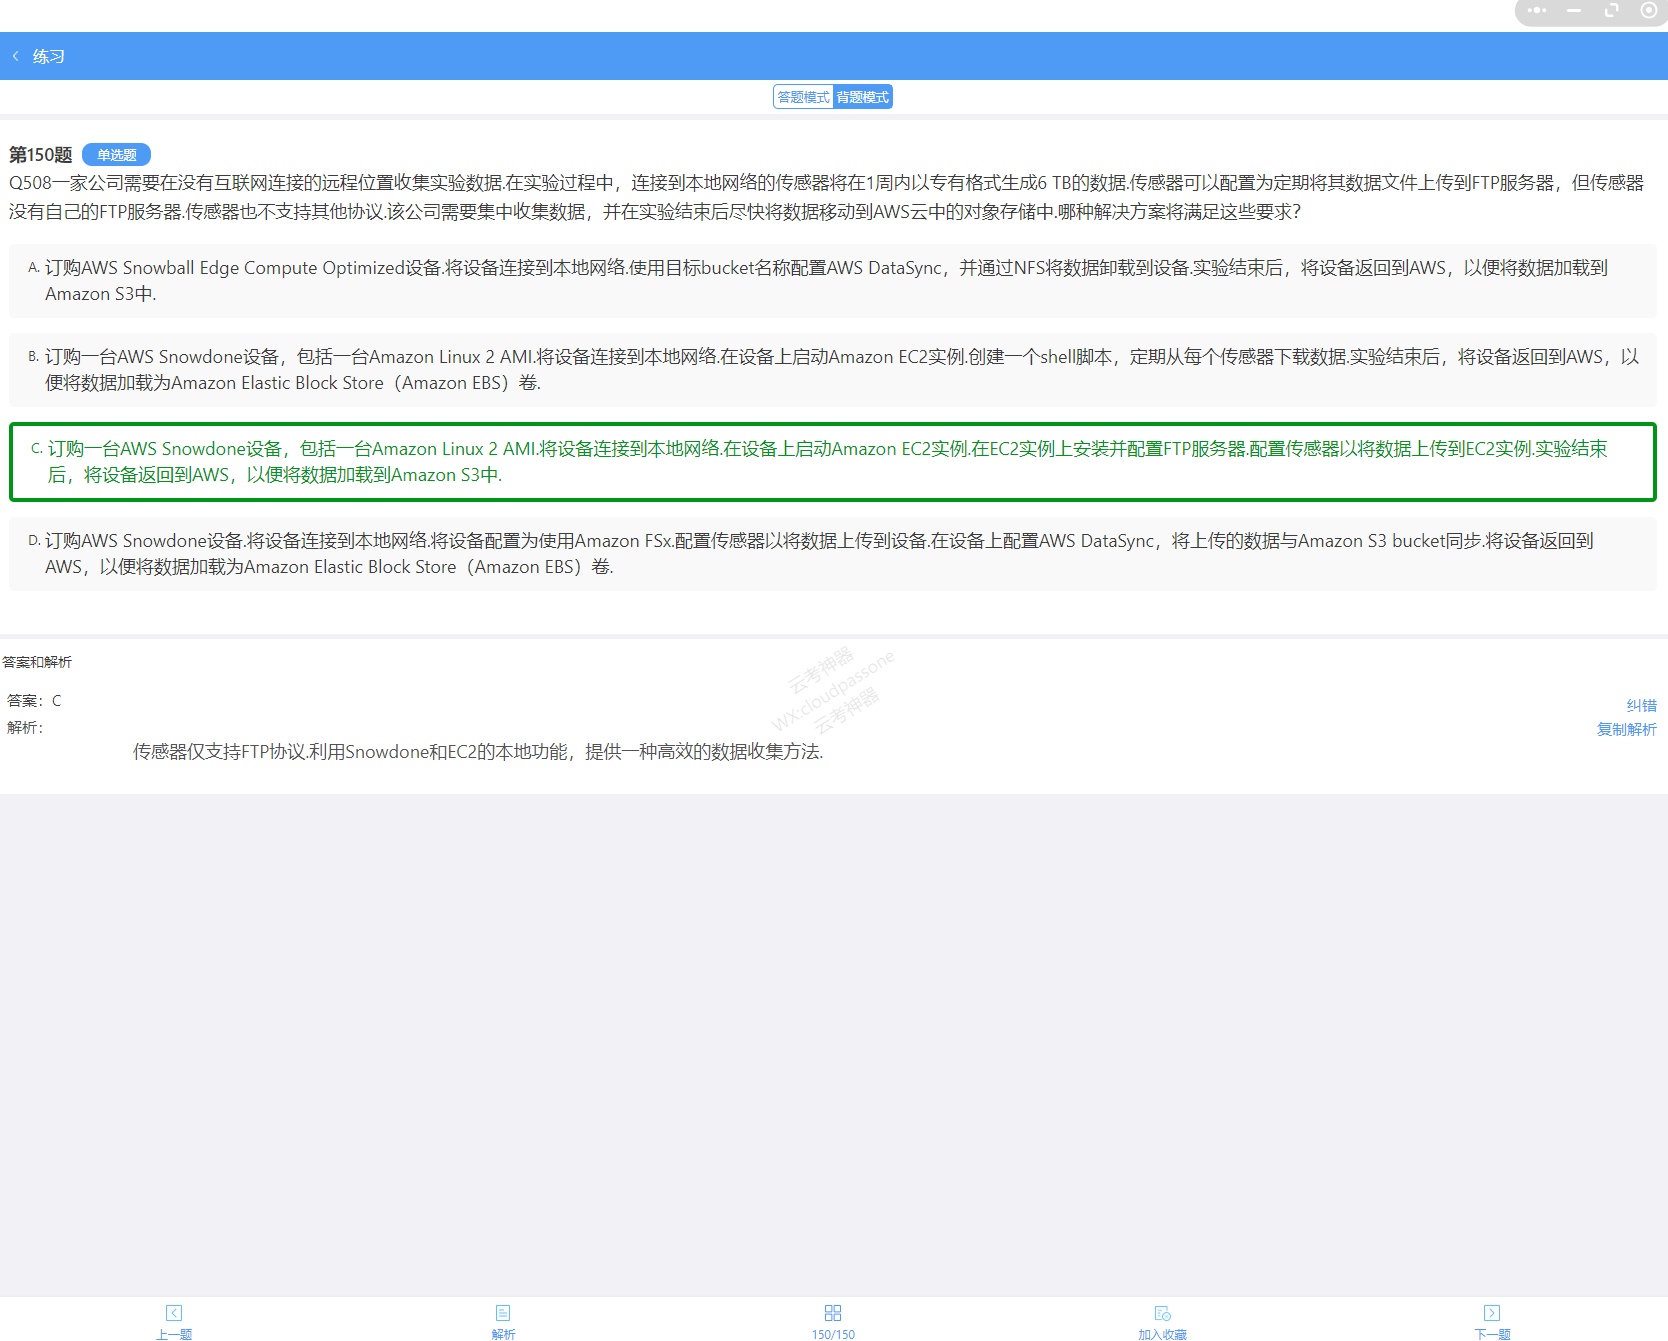 练习
答题模式 背题模式
第150题 单选题
Q508一家公司需要在没有互联网连接的远程位置收集实验数据.在实验过程中，连接到本地网络的传感器将在1周内以专有格式生成6 TB的数据.传感器可以配置为定期将其数据文件上传到FTP服务器，但传感器
没有自己的FTP服务器.传感器也不支持其他协议.该公司需要集中收集数据，并在实验结束后尽快将数据移动到AWS云中的对象存储中.哪种解决方案将满足这些要求？
A. 订购AWS Snowball Edge Compute Optimized设备.将设备连接到本地网络.使用目标bucket名称配置AWS DataSync，并通过NFS将数据卸载到设备.实验结束后，将设备返回到AWS，以便将数据加载到
Amazon S3中.
B. 订购一台AWS Snowdone设备，包括一台Amazon Linux 2 AMI.将设备连接到本地网络.在设备上启动Amazon EC2实例.创建一个shell脚本，定期从每个传感器下载数据.实验结束后，将设备返回到AWS，以
便将数据加载为Amazon Elastic Block Store（Amazon EBS）卷.
C. 订购一台AWS Snowdone设备，包括一台Amazon Linux 2 AMI.将设备连接到本地网络.在设备上启动Amazon EC2实例.在EC2实例上安装并配置FTP服务器.配置传感器以将数据上传到EC2实例.实验结束
后，将设备返回到AWS，以便将数据加载到Amazon S3中.
D. 订购AWS Snowdone设备.将设备连接到本地网络.将设备配置为使用Amazon FSx.配置传感器以将数据上传到设备.在设备上配置AWS DataSync，将上传的数据与Amazon S3 bucket同步.将设备返回到
AWS，以便将数据加载为Amazon Elastic Block Store（Amazon EBS）卷.
答案和解析
云考神器
WX:cloudpassone
云考神器
答案：C
纠错
解析：
复制解析
传感器仅支持FTP协议.利用Snowdone和EC2的本地功能，提供一种高效的数据收集方法.
上一题 解析 150/150 加入收藏 下一题